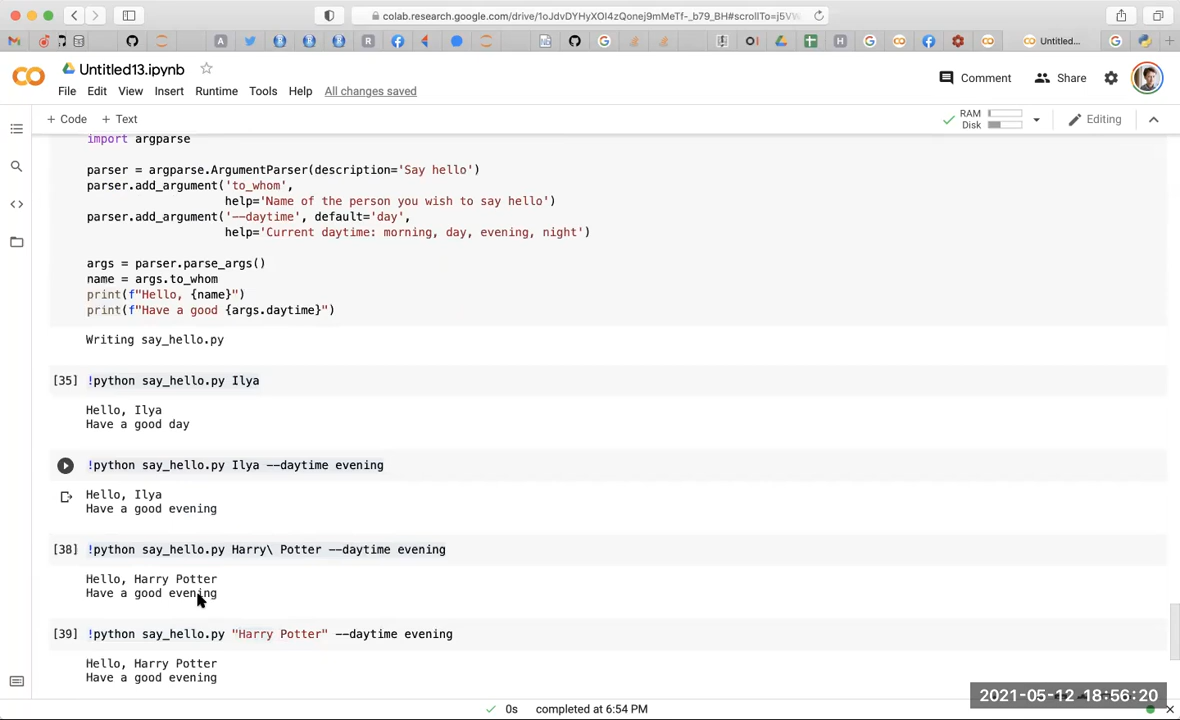 colab.research.google.com/drive/1oJdvDYHyXOI4zQonej9mMeTf-_b79_BH#scrollTo=j5VW
Untitled...
Untitled13.ipynb
Comment
Share
File Edit View Insert Runtime Tools Help All changes saved
+ Code + Text
RAM
Disk
Editing
import argparse
parser = argparse.ArgumentParser(description='Say hello')
parser.add_argument('to_whom',
help='Name of the person you wish to say hello')
parser.add_argument('--daytime', default='day',
help='Current daytime: morning, day, evening, night')
args = parser.parse_args()
name = args.to_whom
print(f"Hello, {name}")
print(f"Have a good {args.daytime}")
Writing say_hello.py
[35] !python say_hello.py Ilya
Hello, Ilya
Have a good day
!python say_hello.py Ilya --daytime evening
Hello, Ilya
Have a good evening
[38] !python say_hello.py Harry\ Potter --daytime evening
Hello, Harry Potter
Have a good evening
[39] !python say_hello.py "Harry Potter" --daytime evening
Hello, Harry Potter
Have a good evening
2021-05-12 18:56:20
0s completed at 6:54 PM